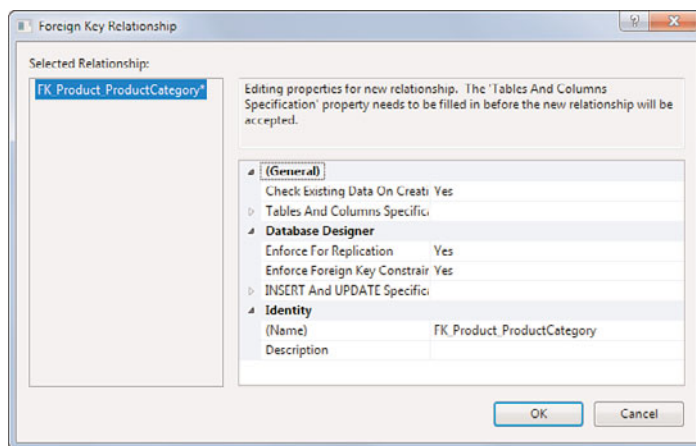 Foreign Key Relationship
Selected Relationship:
FK_Product_ProductCategory*
Editing properties for new relationship. The 'Tables And Columns
Specification' property needs to be filled in before the new relationship will be
accepted.
(General)
Check Existing Data On Creati Yes
Tables And Columns Specifica
Database Designer
Enforce For Replication Yes
Enforce Foreign Key Constrain Yes
INSERT And UPDATE Specifica
Identity
(Name) FK_Product_ProductCategory
Description
OK Cancel